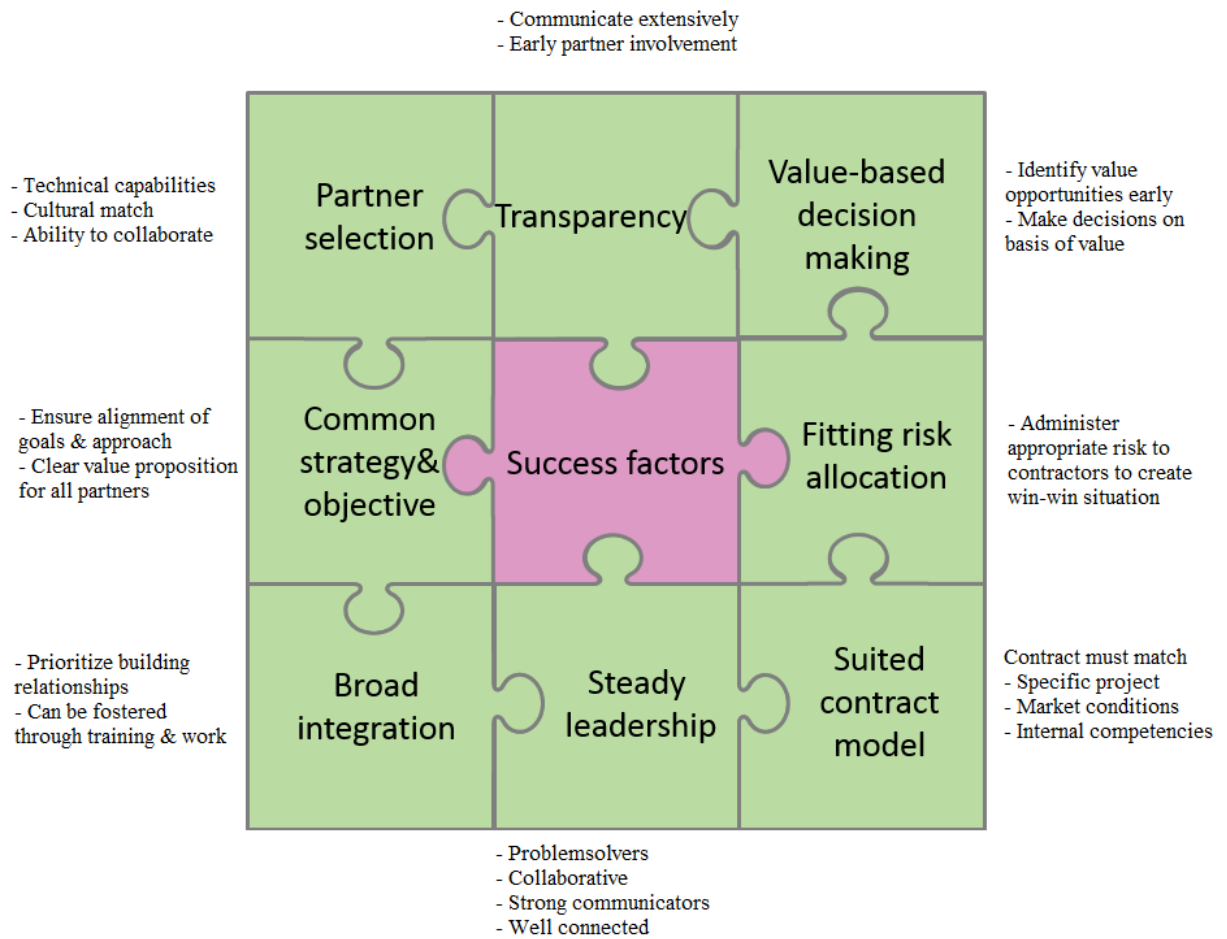 - Communicate extensively
- Early partner involvement
- Technical capabilities
- Cultural match
- Ability to collaborate
Partner
selection
Transparency
Value-based
decision
making
- Identify value
opportunities early
- Make decisions on
basis of value
- Ensure alignment of
goals & approach
- Clear value proposition
for all partners
Common
strategy&
objective
Success factors
Fitting risk
allocation
- Administer
appropriate risk to
contractors to create
win-win situation
- Prioritize building
relationships
- Can be fostered
through training & work
Broad
integration
Steady
leadership
Suited
contract
model
Contract must match
- Specific project
- Market conditions
- Internal competencies
- Problemsolvers
- Collaborative
- Strong communicators
- Well connected